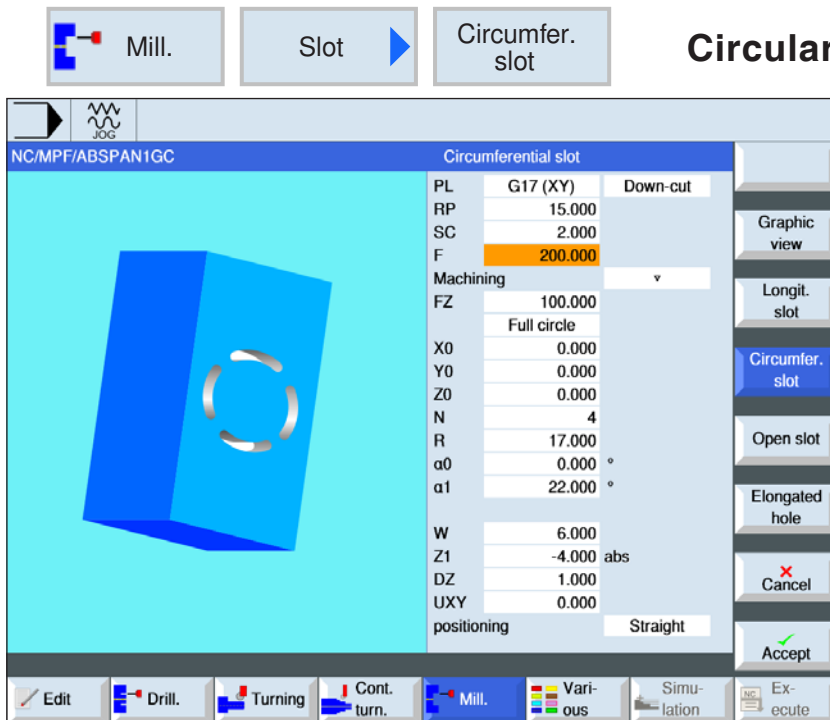 Mill.
Slot
Circumfer.
slot
Circular
JOG
NC/MPF/ABSPAN1GC
Circumferential slot
PL G17 (XY) Down-cut
RP 15.000
SC 2.000
F 200.000
Machining ▿
FZ 100.000
Full circle
X0 0.000
Y0 0.000
Z0 0.000
N 4
R 17.000
α0 0.000 °
α1 22.000 °
W 6.000
Z1 -4.000 abs
DZ 1.000
UXY 0.000
positioning Straight
Graphic
view
Longit.
slot
Circumfer.
slot
Open slot
Elongated
hole
Cancel
Accept
Edit
Drill.
Turning
Cont.
turn.
Mill.
Vari-
ous
Simu-
lation
NC
Ex-
ecute